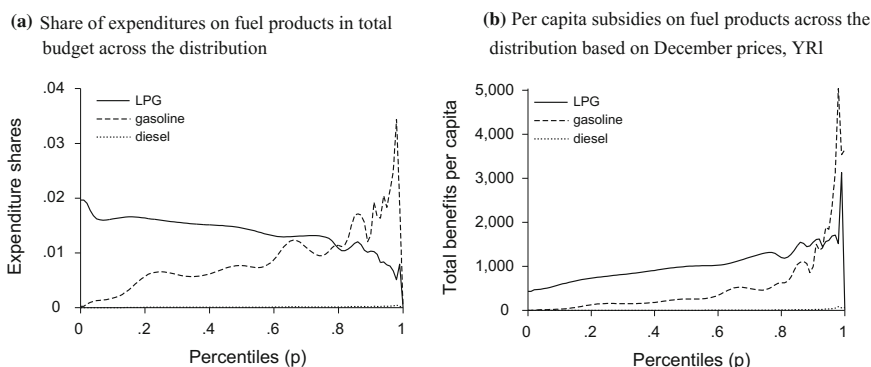 (a) Share of expenditures on fuel products in total
budget across the distribution
.04
.03
.02
.01
0
Expenditure shares
LPG
gasoline
diesel
0 .2 .4 .6 .8 1
Percentiles (p)
(b) Per capita subsidies on fuel products across the
distribution based on December prices, YRl
5,000
4,000
3,000
2,000
1,000
0
Total benefits per capita
LPG
gasoline
diesel
0 .2 .4 .6 .8 1
Percentiles (p)